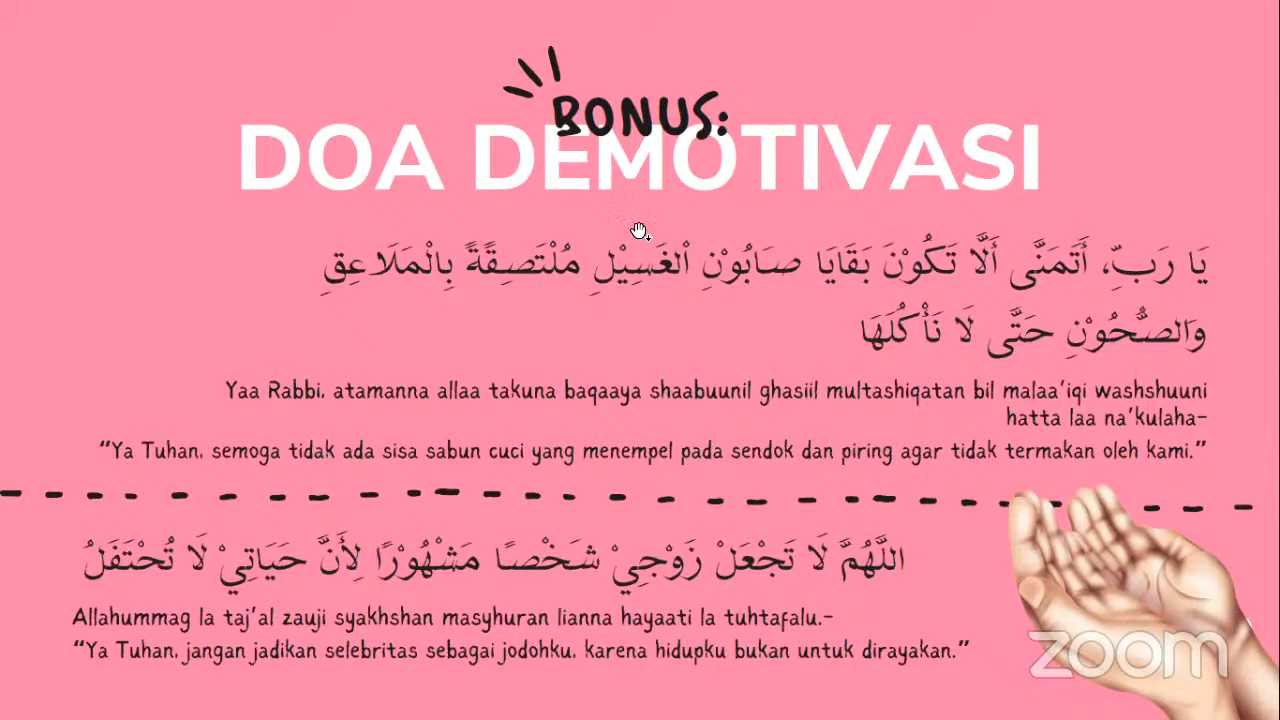 BONUS:
DOA DEMOTIVASI
يَا رَبِّ، أَتَمَنَّى أَلَّا تَكُوْنَ بَقَايَا صَابُوْنِ اْلغَسِيْلِ مُلْتَصِقَةً بِالْمَلَاعِقِ
وَالصُّحُوْنِ حَتَّى لَا نَأْكُلَهَا
Yaa Rabbi, atamanna allaa takuna baqaaya shaabuunil ghasiil multashiqatan bil malaa'iqi washshuuni
hatta laa na'kulaha-
"Ya Tuhan, semoga tidak ada sisa sabun cuci yang menempel pada sendok dan piring agar tidak termakan oleh kami."
اللَّهُمَّ لَا تَجْعَلْ زَوْجِيْ شَخْصًا مَشْهُوْرًا لِأَنَّ حَيَاتِيْ لَا تُحْتَفَلُ
Allahummag la taj'al zauji syakhshan masyhuran lianna hayaati la tuhtafalu.-
"Ya Tuhan, jangan jadikan selebritas sebagai jodohku, karena hidupku bukan untuk dirayakan."
zoom